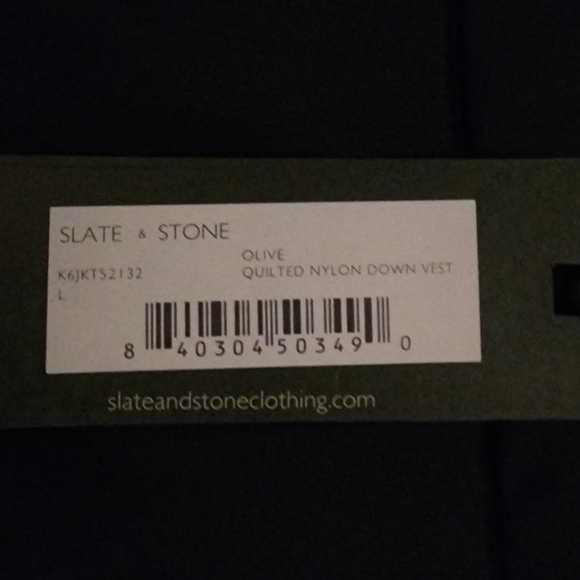 SLATE & STONE
OLIVE
K6JKTS2132 QUILTED NYLON DOWN VEST
L
8 40304 50349 0
slateandstoneclothing.com